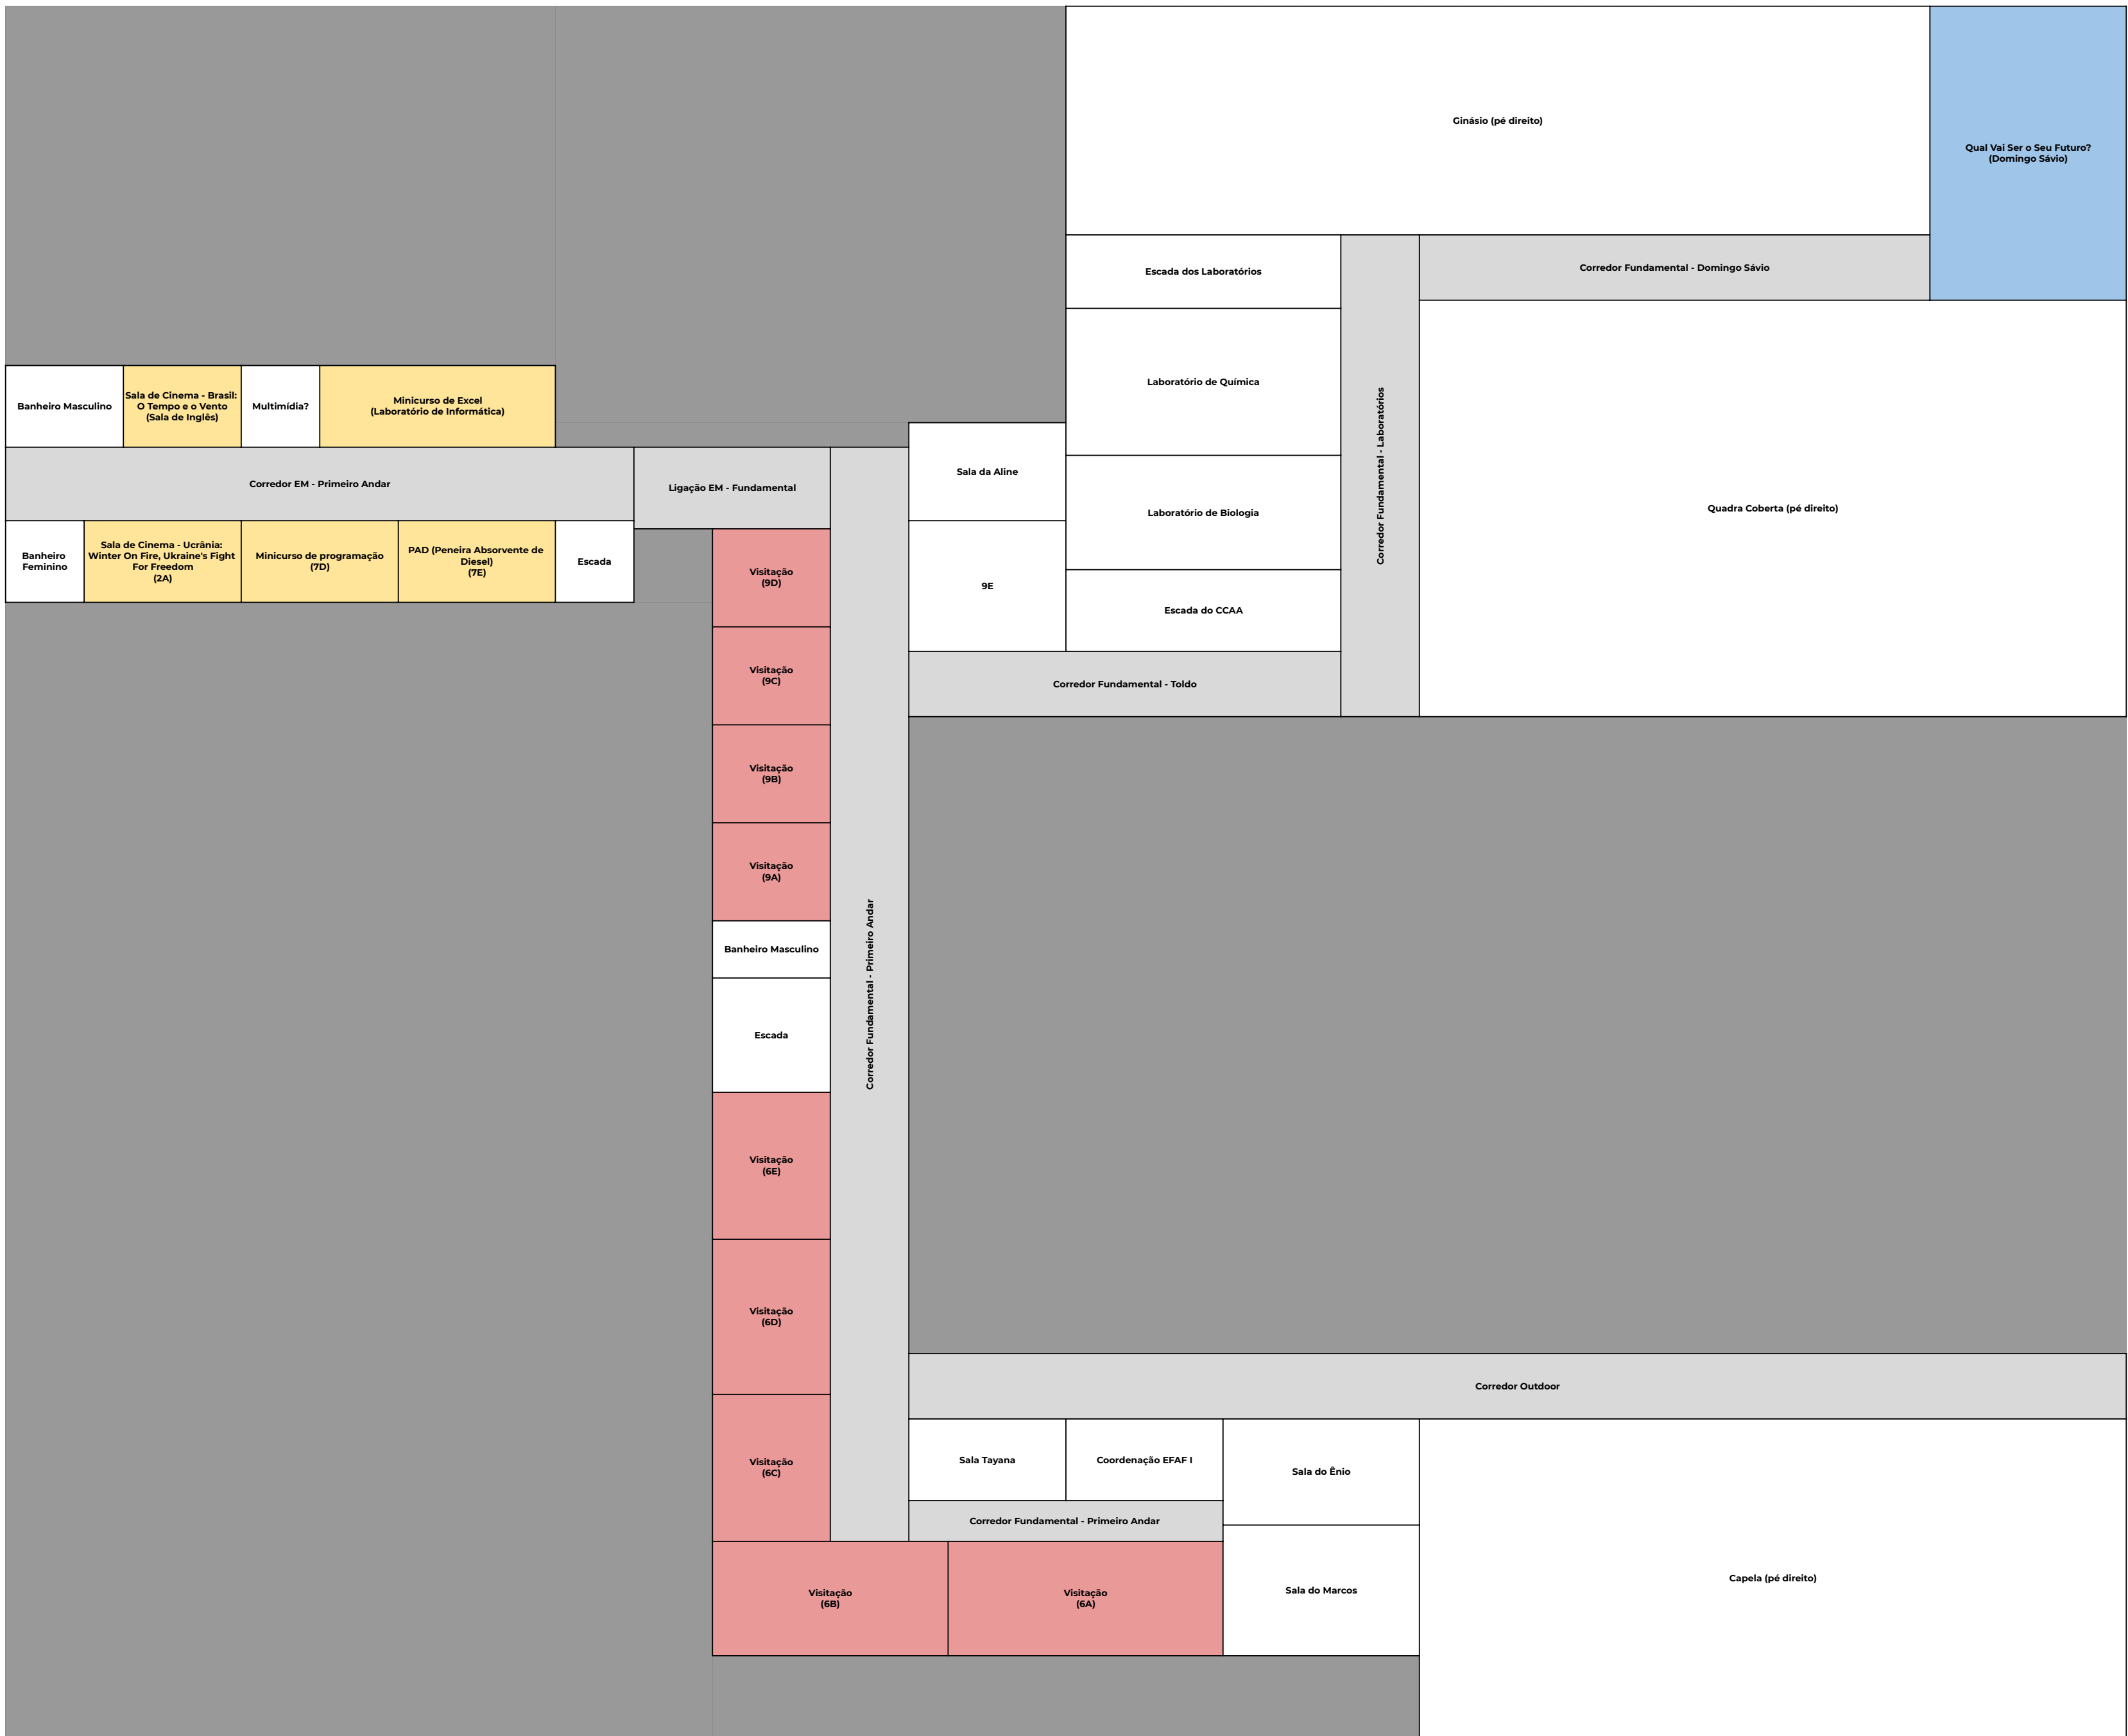 Ginásio (pé direito)
Qual Vai Ser o Seu Futuro?
(Domingo Sávio)
Escada dos Laboratórios
Corredor Fundamental - Domingo Sávio
Laboratório de Química
Corredor Fundamental - Laboratórios
Banheiro Masculino
Sala de Cinema - Brasil:
O Tempo e o Vento
(Sala de Inglês)
Multimídia?
Minicurso de Excel
(Laboratório de Informática)
Sala da Aline
Corredor EM - Primeiro Andar
Ligação EM - Fundamental
Laboratório de Biologia
Quadra Coberta (pé direito)
Banheiro
Feminino
Sala de Cinema - Ucrânia:
Winter On Fire, Ukraine's Fight
For Freedom
(2A)
Minicurso de programação
(7D)
PAD (Peneira Absorvente de
Diesel)
(7E)
Escada
Visitação
(9D)
9E
Escada do CCAA
Visitação
(9C)
Corredor Fundamental - Toldo
Visitação
(9B)
Visitação
(9A)
Banheiro Masculino
Corredor Fundamental - Primeiro Andar
Escada
Visitação
(6E)
Visitação
(6D)
Corredor Outdoor
Visitação
(6C)
Sala Tayana
Coordenação EFAF I
Sala do Ênio
Corredor Fundamental - Primeiro Andar
Visitação
(6B)
Visitação
(6A)
Sala do Marcos
Capela (pé direito)